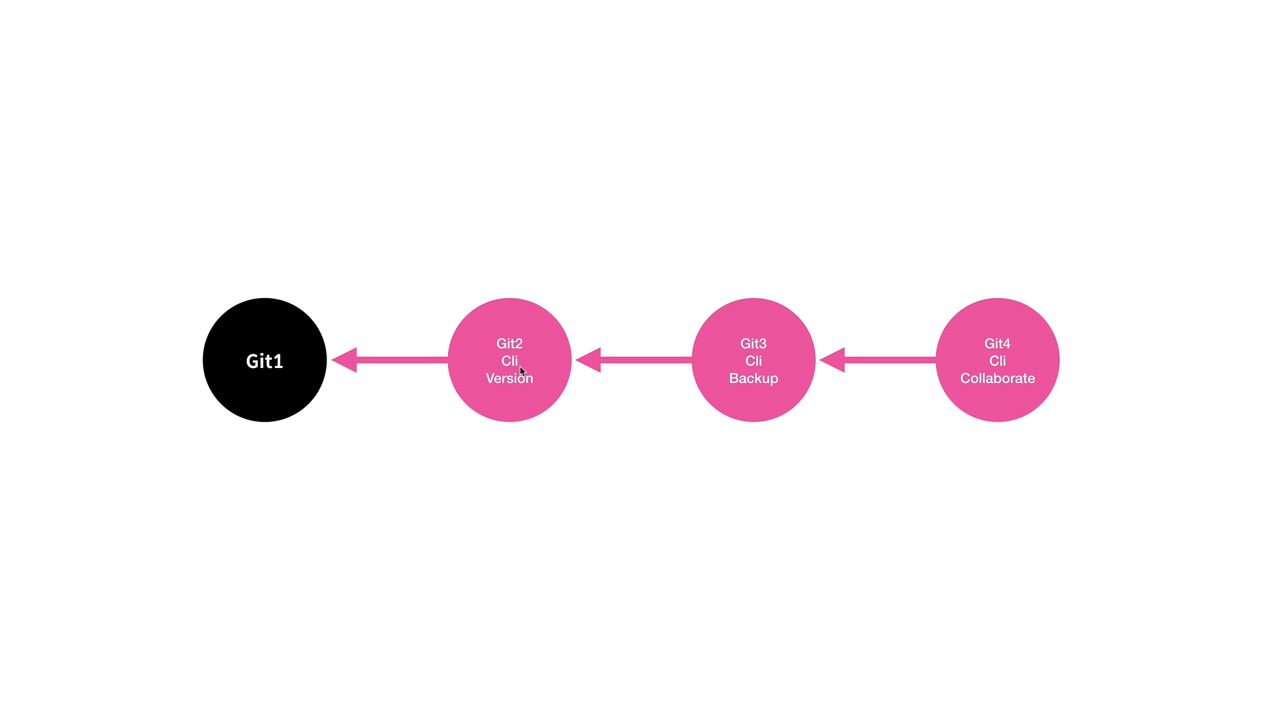 Git1
Git2
Cli
Version
Git3
Cli
Backup
Git4
Cli
Collaborate